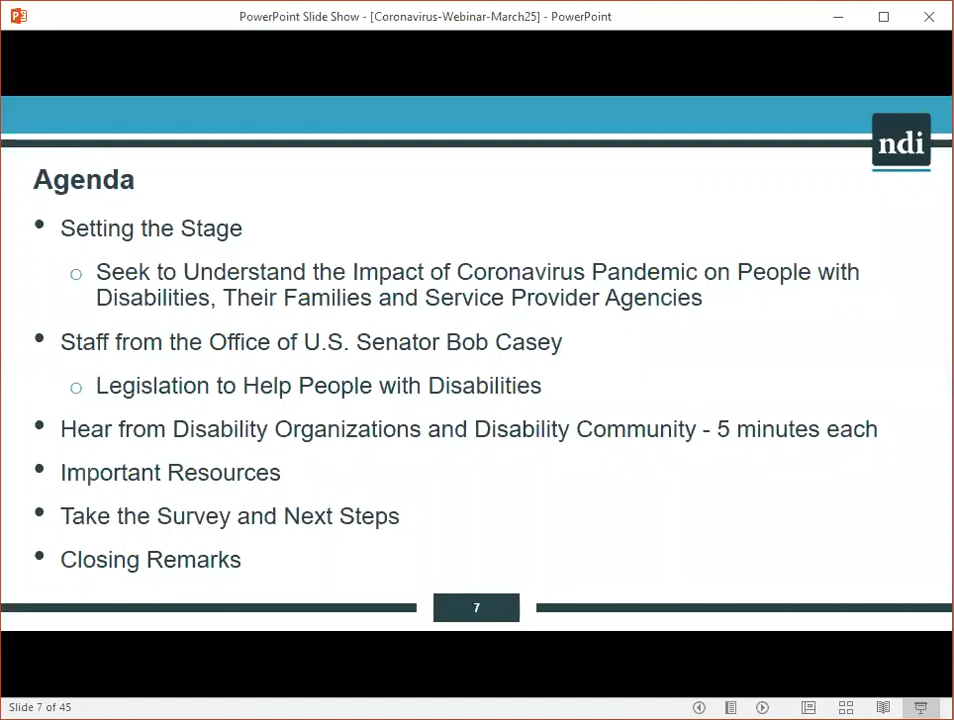 PowerPoint Slide Show - [Coronavirus-Webinar-March25] - PowerPoint
ndi
Agenda
• Setting the Stage
○ Seek to Understand the Impact of Coronavirus Pandemic on People with
Disabilities, Their Families and Service Provider Agencies
• Staff from the Office of U.S. Senator Bob Casey
○ Legislation to Help People with Disabilities
• Hear from Disability Organizations and Disability Community - 5 minutes each
• Important Resources
• Take the Survey and Next Steps
• Closing Remarks
7
Slide 7 of 45